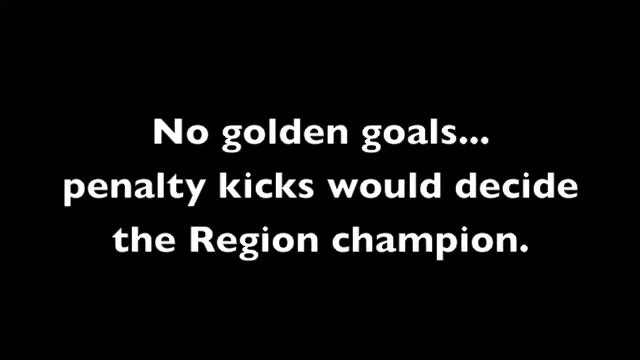 No golden goals...
penalty kicks would decide
the Region champion.